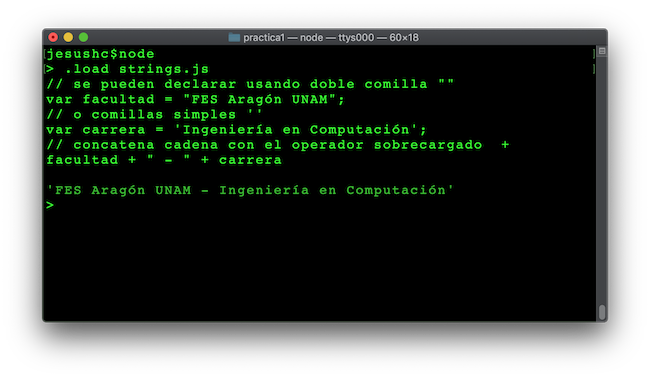 practica1 — node — ttys000 — 60×18
jesushc$node
> .load strings.js
// se pueden declarar usando doble comilla ""
var facultad = "FES Aragón UNAM";
// o comillas simples ''
var carrera = 'Ingeniería en Computación';
// concatena cadena con el operador sobrecargado  +
facultad + " - " + carrera
'FES Aragón UNAM - Ingeniería en Computación'
>